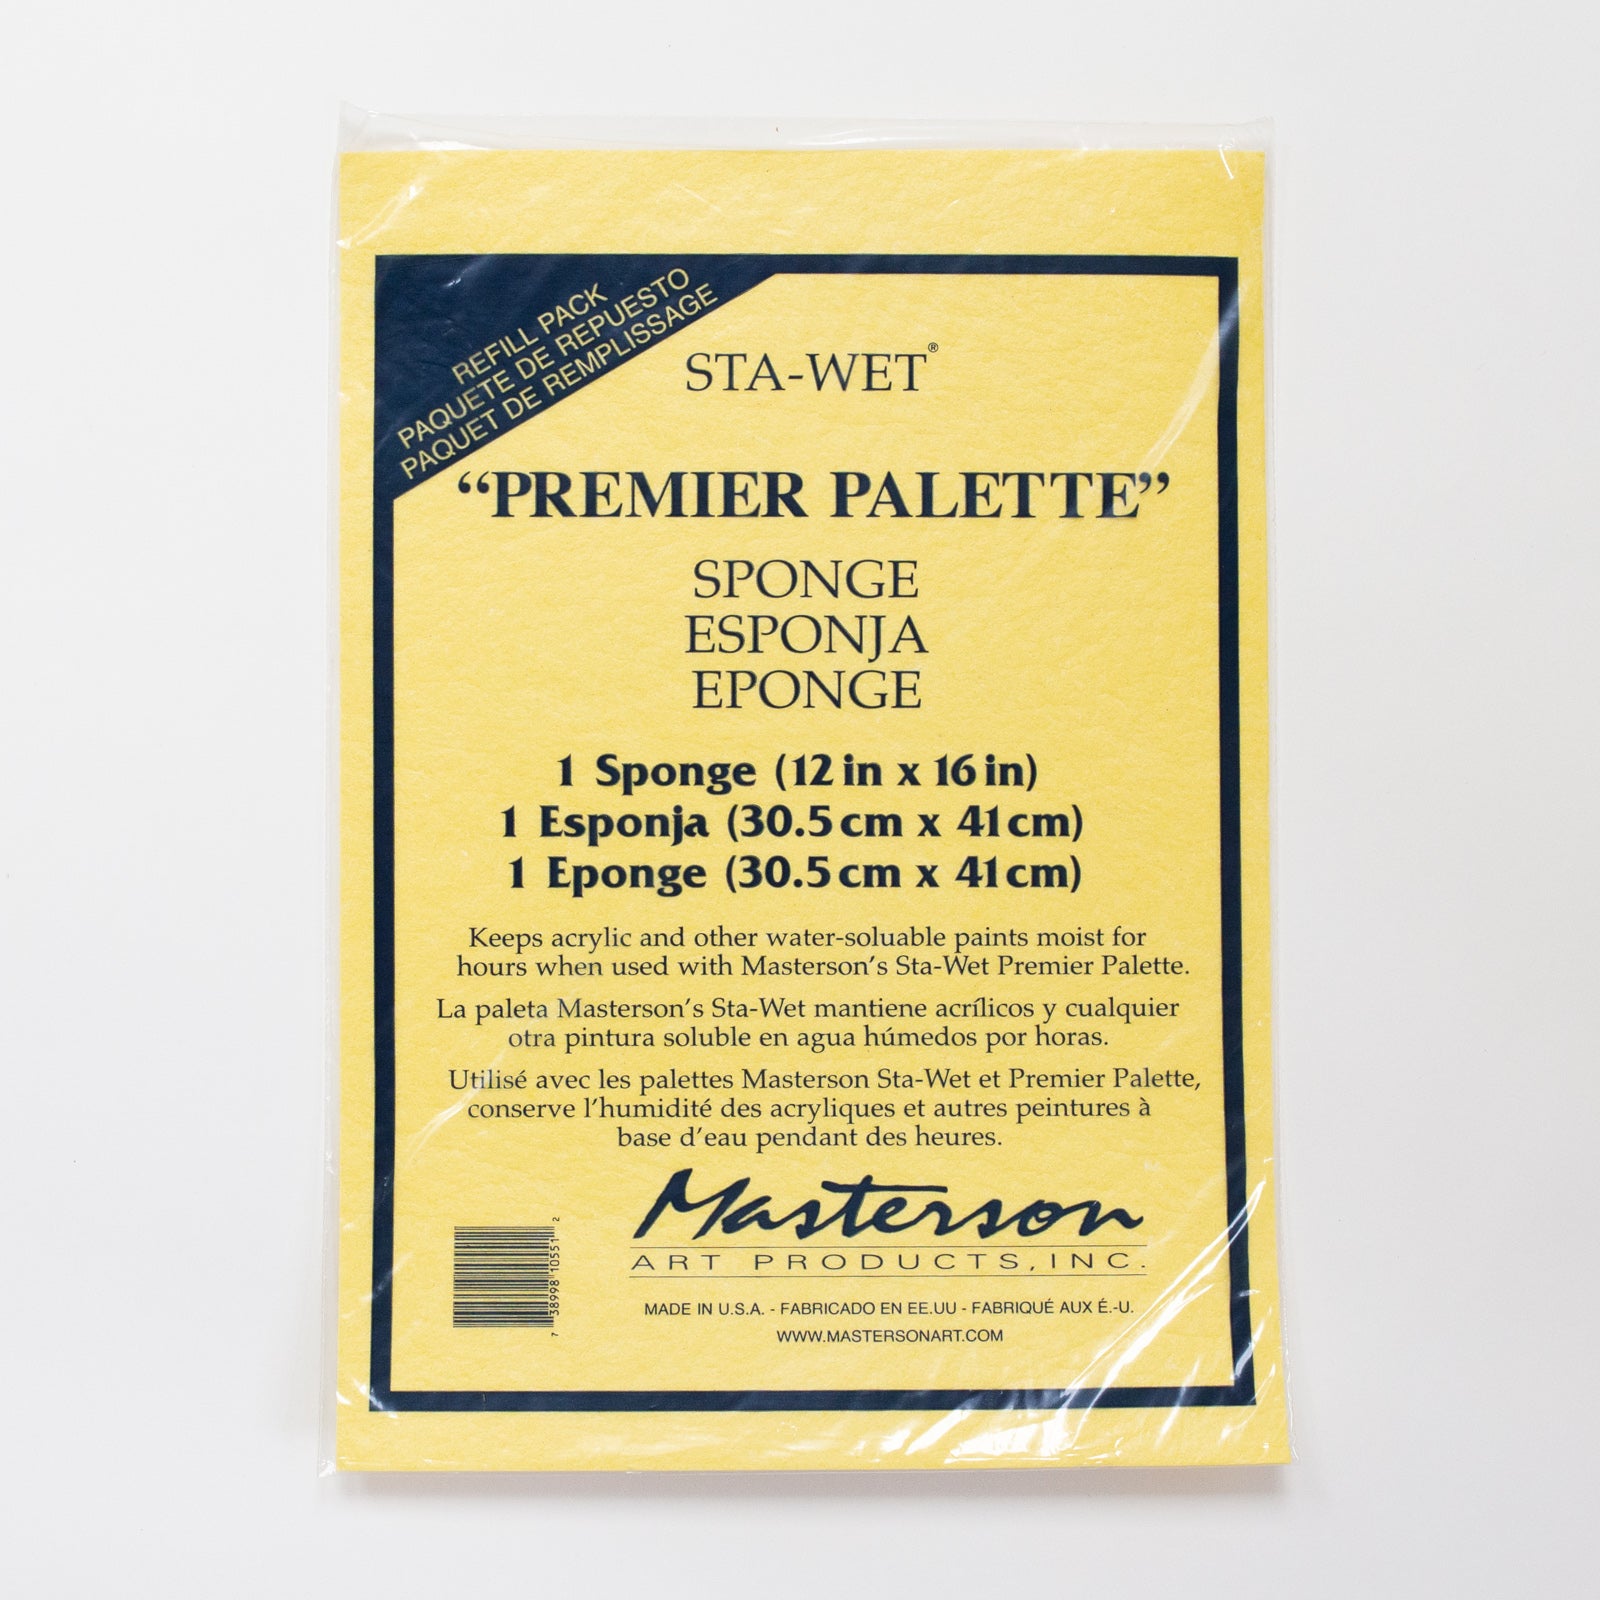 REFILL PACK
PAQUETE DE REPUESTO
PAQUET DE REMPLISSAGE
STA-WET®
“PREMIER PALETTE”
SPONGE
ESPONJA
EPONGE
1 Sponge (12 in x 16 in)
1 Esponja (30.5 cm x 41 cm)
1 Eponge (30.5 cm x 41 cm)
Keeps acrylic and other water-soluable paints moist for
hours when used with Masterson’s Sta-Wet Premier Palette.
La paleta Masterson’s Sta-Wet mantiene acrílicos y cualquier
otra pintura soluble en agua húmedos por horas.
Utilisé avec les palettes Masterson Sta-Wet et Premier Palette,
conserve l’humidité des acryliques et autres peintures à
base d’eau pendant des heures.
Masterson
ART PRODUCTS, INC.
7 38998 10551 2
MADE IN U.S.A. - FABRICADO EN EE.UU - FABRIQUÉ AUX É.-U.
WWW.MASTERSONART.COM